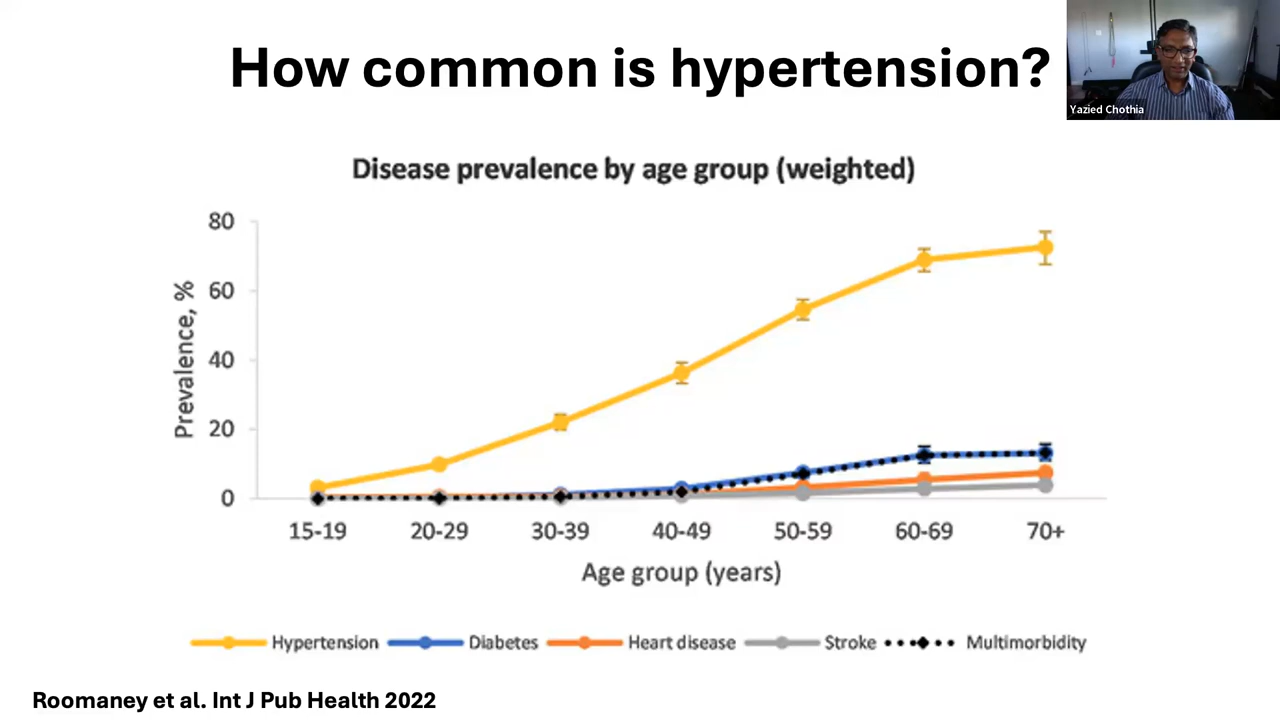 How common is hypertension?
Yazied Chothia
Disease prevalence by age group (weighted)
Prevalence, %
80
60
40
20
0
15-19 20-29 30-39 40-49 50-59 60-69 70+
Age group (years)
Hypertension Diabetes Heart disease Stroke Multimorbidity
Roomaney et al. Int J Pub Health 2022